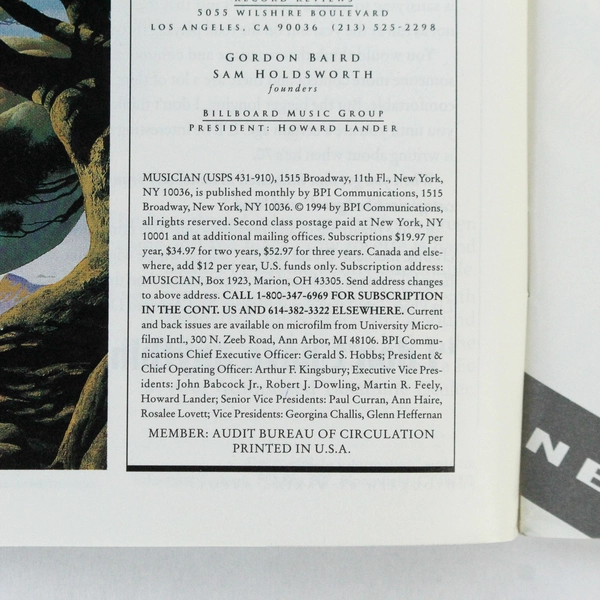 RECORD REVIEWS
5055 WILSHIRE BOULEVARD
LOS ANGELES, CA 90036 (213) 525-2298
GORDON BAIRD
SAM HOLDSWORTH
founders
BILLBOARD MUSIC GROUP
PRESIDENT: HOWARD LANDER
MUSICIAN (USPS 431-910), 1515 Broadway, 11th Fl., New York,
NY 10036, is published monthly by BPI Communications, 1515
Broadway, New York, NY 10036. © 1994 by BPI Communications,
all rights reserved. Second class postage paid at New York, NY
10001 and at additional mailing offices. Subscriptions $19.97 per
year, $34.97 for two years, $52.97 for three years. Canada and else-
where, add $12 per year, U.S. funds only. Subscription address:
MUSICIAN, Box 1923, Marion, OH 43305. Send address changes
to above address. CALL 1-800-347-6969 FOR SUBSCRIPTION
IN THE CONT. US AND 614-382-3322 ELSEWHERE. Current
and back issues are available on microfilm from University Micro-
films Intl., 300 N. Zeeb Road, Ann Arbor, MI 48106. BPI Commu-
nications Chief Executive Officer: Gerald S. Hobbs; President &
Chief Operating Officer: Arthur F. Kingsbury; Executive Vice Pres-
idents: John Babcock Jr., Robert J. Dowling, Martin R. Feely,
Howard Lander; Senior Vice Presidents: Paul Curran, Ann Haire,
Rosalee Lovett; Vice Presidents: Georgina Challis, Glenn Heffernan
MEMBER: AUDIT BUREAU OF CIRCULATION
PRINTED IN U.S.A.
NE